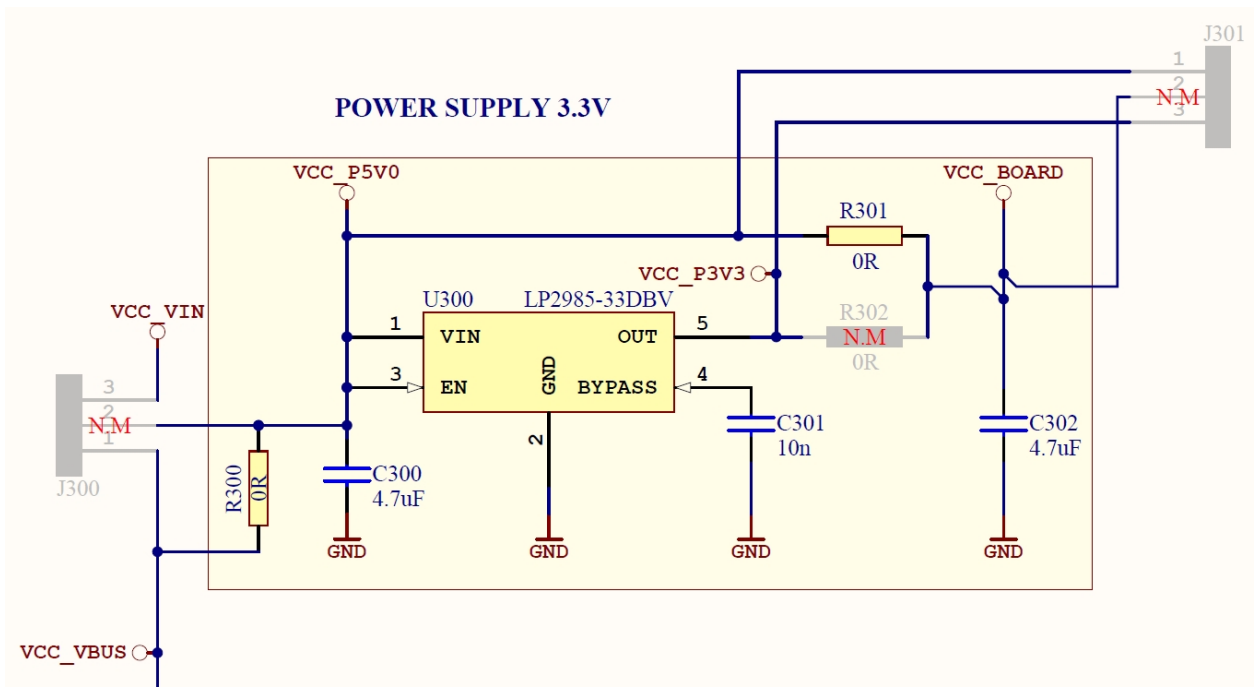 J301
1
2
N.M
3
POWER SUPPLY 3.3V
VCC_P5V0
VCC_BOARD
R301
0R
VCC_P3V3
VCC_VIN
U300
LP2985-33DBV
R302
N.M
0R
1
VIN
OUT
5
3
EN
GND
BYPASS
4
2
3
2
N.M
1
J300
R300
0R
C300
4.7uF
C301
10n
C302
4.7uF
GND
GND
GND
GND
VCC_VBUS